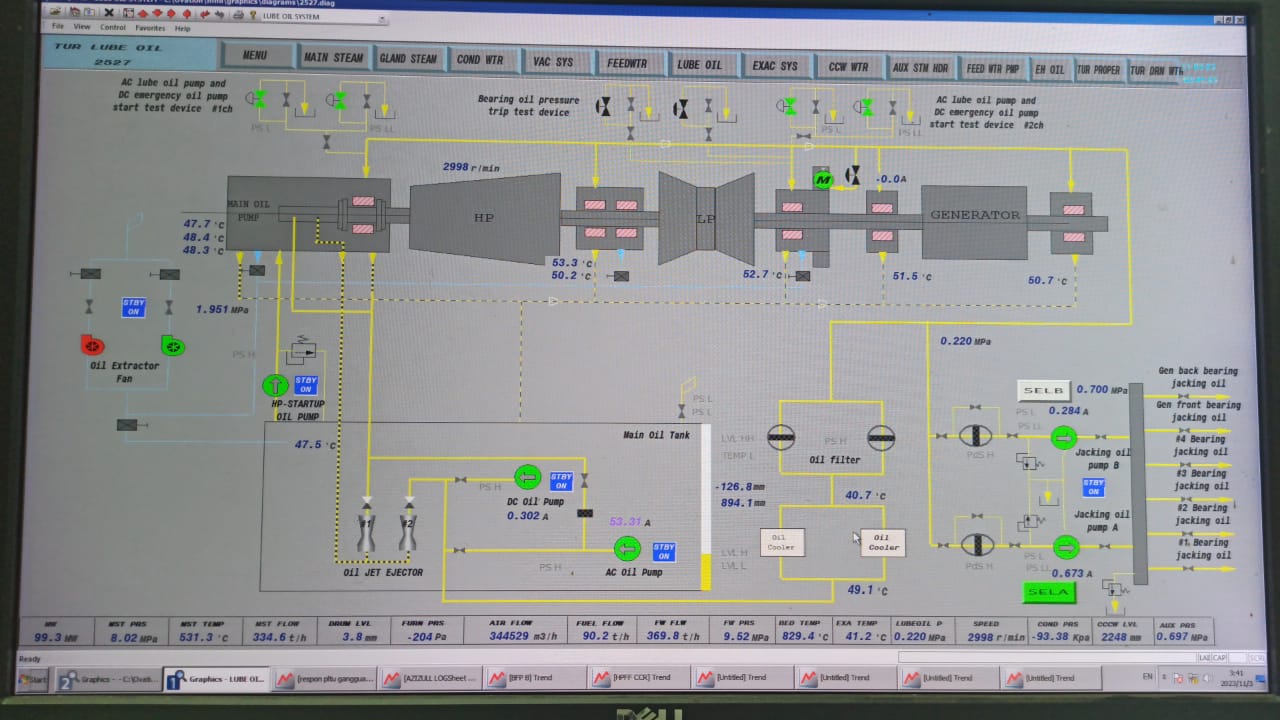 LUBE OIL SYSTEM
File View Control Favorites Help
TUR LUBE OIL
2527
MENU
MAIN STEAM
GLAND STEAM
COND WTR
VAC SYS
FEEDWTR
LUBE OIL
EXAC SYS
CCW WTR
AUX STM HDR
FEED WTR PMP
EH OIL
TUR PROPER
TUR DRN WTR
AC lube oil pump and
DC emergency oil pump
start test device #1ch
PS L
PS LL
Bearing oil pressure
trip test device
PS L
PS LL
AC lube oil pump and
DC emergency oil pump
start test device #2ch
2998 r/min
M
-0.0 A
MAIN OIL
PUMP
HP
LP
GENERATOR
47.7 °C
48.4 °C
48.3 °C
53.3 °C
50.2 °C
52.7 °C
51.5 °C
50.7 °C
STBY
ON
1.951 MPa
Oil Extractor
Fan
PS H
STBY
ON
HP-STARTUP
OIL PUMP
47.5 °C
0.220 MPa
Main Oil Tank
PS L
PS L
LVL HH
TEMP L
-126.8 mm
894.1 mm
LVL H
LVL L
PS H
DC Oil Pump
0.302 A
STBY
ON
53.31 A
PS H
AC Oil Pump
STBY
ON
#1
#2
Oil JET EJECTOR
PS H
Oil filter
40.7 °C
Oil
Cooler
Oil
Cooler
49.1 °C
SELB
0.700 MPa
PS L
0.284 A
PS LL
PdS H
Jacking oil
pump B
STBY
ON
Jacking oil
pump A
PdS H
PS L
PS LL
0.673 A
SELA
Gen back bearing
jacking oil
Gen front bearing
jacking oil
#4 Bearing
jacking oil
#3 Bearing
jacking oil
#2 Bearing
jacking oil
#1 Bearing
jacking oil
MW
99.3 MW
MST PRS
8.02 MPa
MST TEMP
531.3 °C
MST FLOW
334.6 t/h
DRUM LVL
3.8 mm
FURN PRS
-204 Pa
AIR FLOW
344529 m3/h
FUEL FLOW
90.2 t/h
FW FLW
369.8 t/h
FW PRS
9.52 MPa
BED TEMP
829.4 °C
EXA TEMP
41.2 °C
LUBEOIL P
0.220 MPa
SPEED
2998 r/min
COND PRS
-93.38 Kpa
CCCW LVL
2248 mm
AUX PRS
0.697 MPa
Ready
CAP
SCR
Start
2 Graphics - - C:\Ovati...
1 Graphics - LUBE OI...
[respon pltu ganggua...
[AZIZULL LOGSheet ...
[BFP B] Trend
[HPFF CCR] Trend
[Untitled] Trend
[Untitled] Trend
[Untitled] Trend
[Untitled] Trend
EN
3:41
2023/11/3
DELL